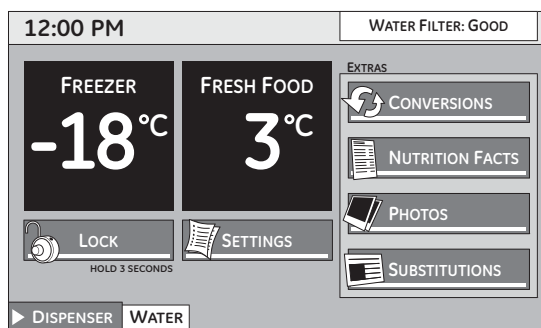 12:00 PM
WATER FILTER: GOOD
FREEZER
-18°C
FRESH FOOD
3°C
EXTRAS
CONVERSIONS
NUTRITION FACTS
PHOTOS
SUBSTITUTIONS
LOCK
HOLD 3 SECONDS
SETTINGS
DISPENSER
WATER